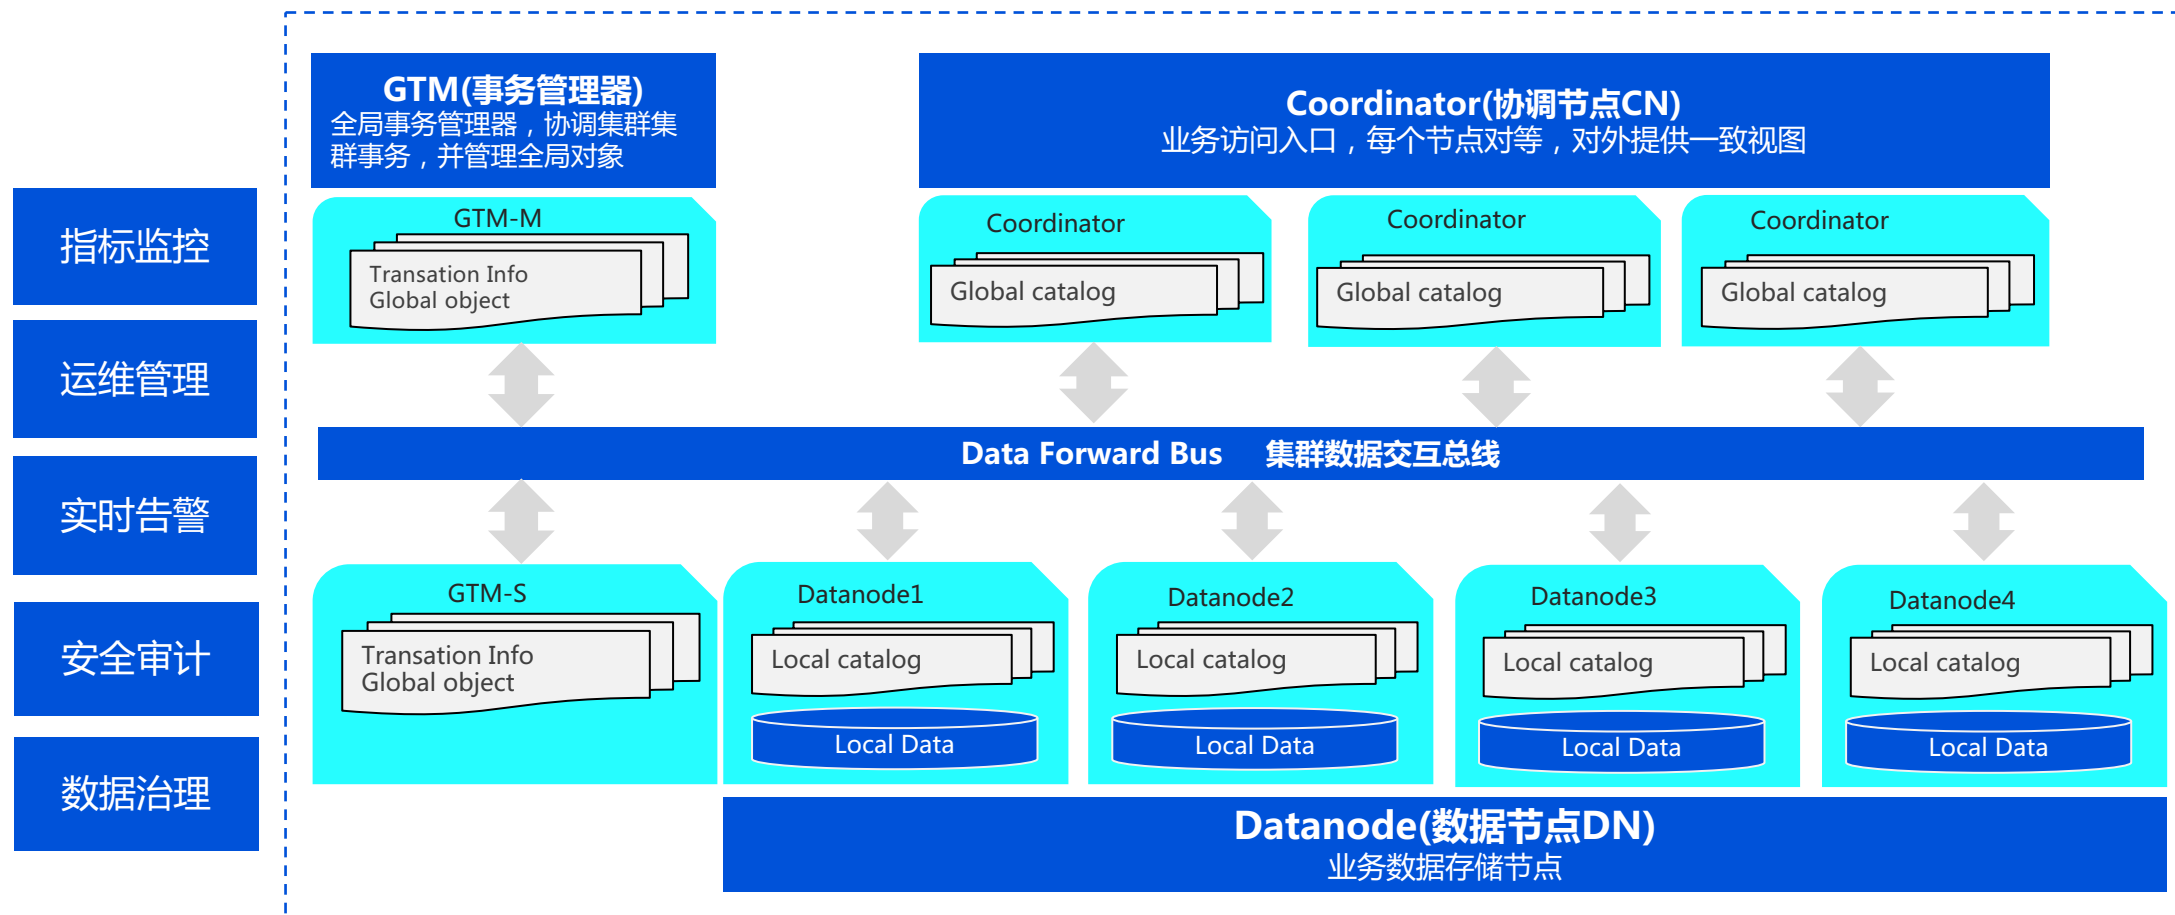 指标监控
运维管理
实时告警
安全审计
数据治理
GTM(事务管理器)
全局事务管理器，协调集群集
群事务，并管理全局对象
Coordinator(协调节点CN)
业务访问入口，每个节点对等，对外提供一致视图
GTM-M
Transation Info
Global object
Coordinator
Global catalog
Coordinator
Global catalog
Coordinator
Global catalog
Data Forward Bus 集群数据交互总线
GTM-S
Transation Info
Global object
Datanode1
Local catalog
Local Data
Datanode2
Local catalog
Local Data
Datanode3
Local catalog
Local Data
Datanode4
Local catalog
Local Data
Datanode(数据节点DN)
业务数据存储节点